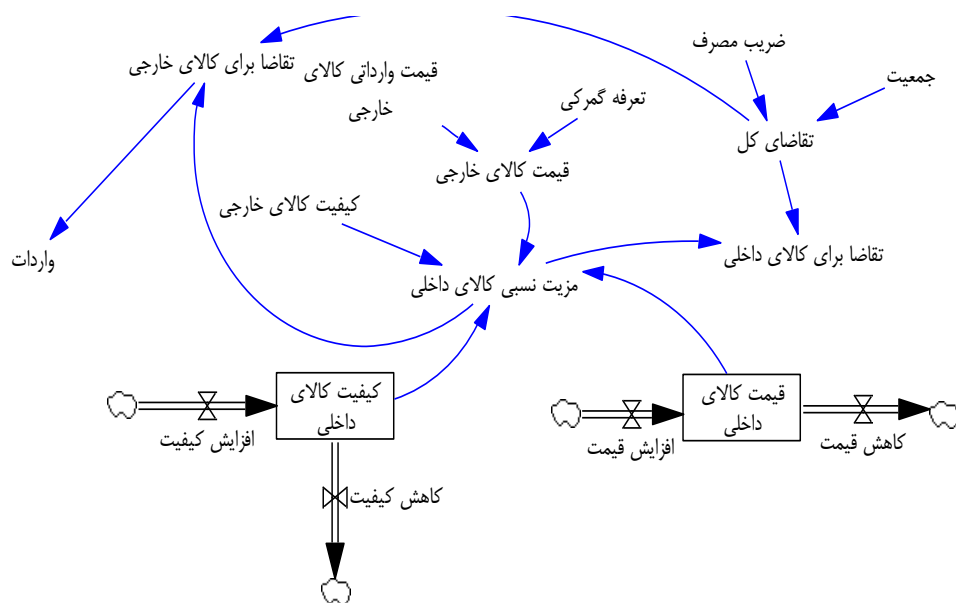 ضریب مصرف
تقاضا برای کالای خارجی
قیمت وارداتی کالای
خارجی
جمعیت
تعرفه گمرکی
تقاضای کل
قیمت کالای خارجی
کیفیت کالای خارجی
واردات
تقاضا برای کالای داخلی
مزیت نسبی کالای داخلی
قیمت کالای
داخلی
کیفیت کالای
داخلی
کاهش قیمت
افزایش قیمت
افزایش کیفیت
کاهش کیفیت